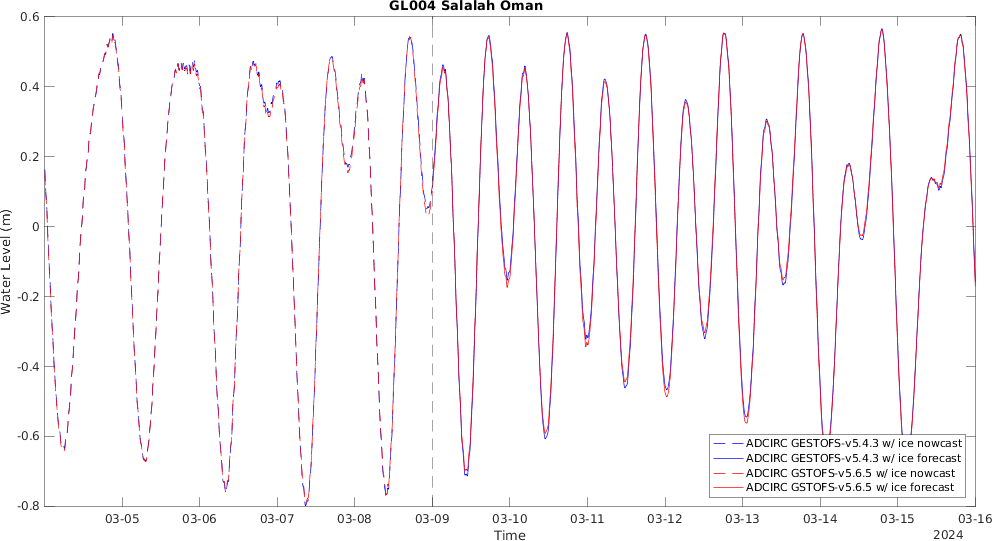 GL004 Salalah Oman
0.6
0.4
0.2
0
-0.2
-0.4
-0.6
-0.8
Water Level (m)
ADCIRC GESTOFS-v5.4.3 w/ ice nowcast
ADCIRC GESTOFS-v5.4.3 w/ ice forecast
ADCIRC GSTOFS-v5.6.5 w/ ice nowcast
ADCIRC GSTOFS-v5.6.5 w/ ice forecast
03-05 03-06 03-07 03-08 03-09 03-10 03-11 03-12 03-13 03-14 03-15 03-16
Time
2024